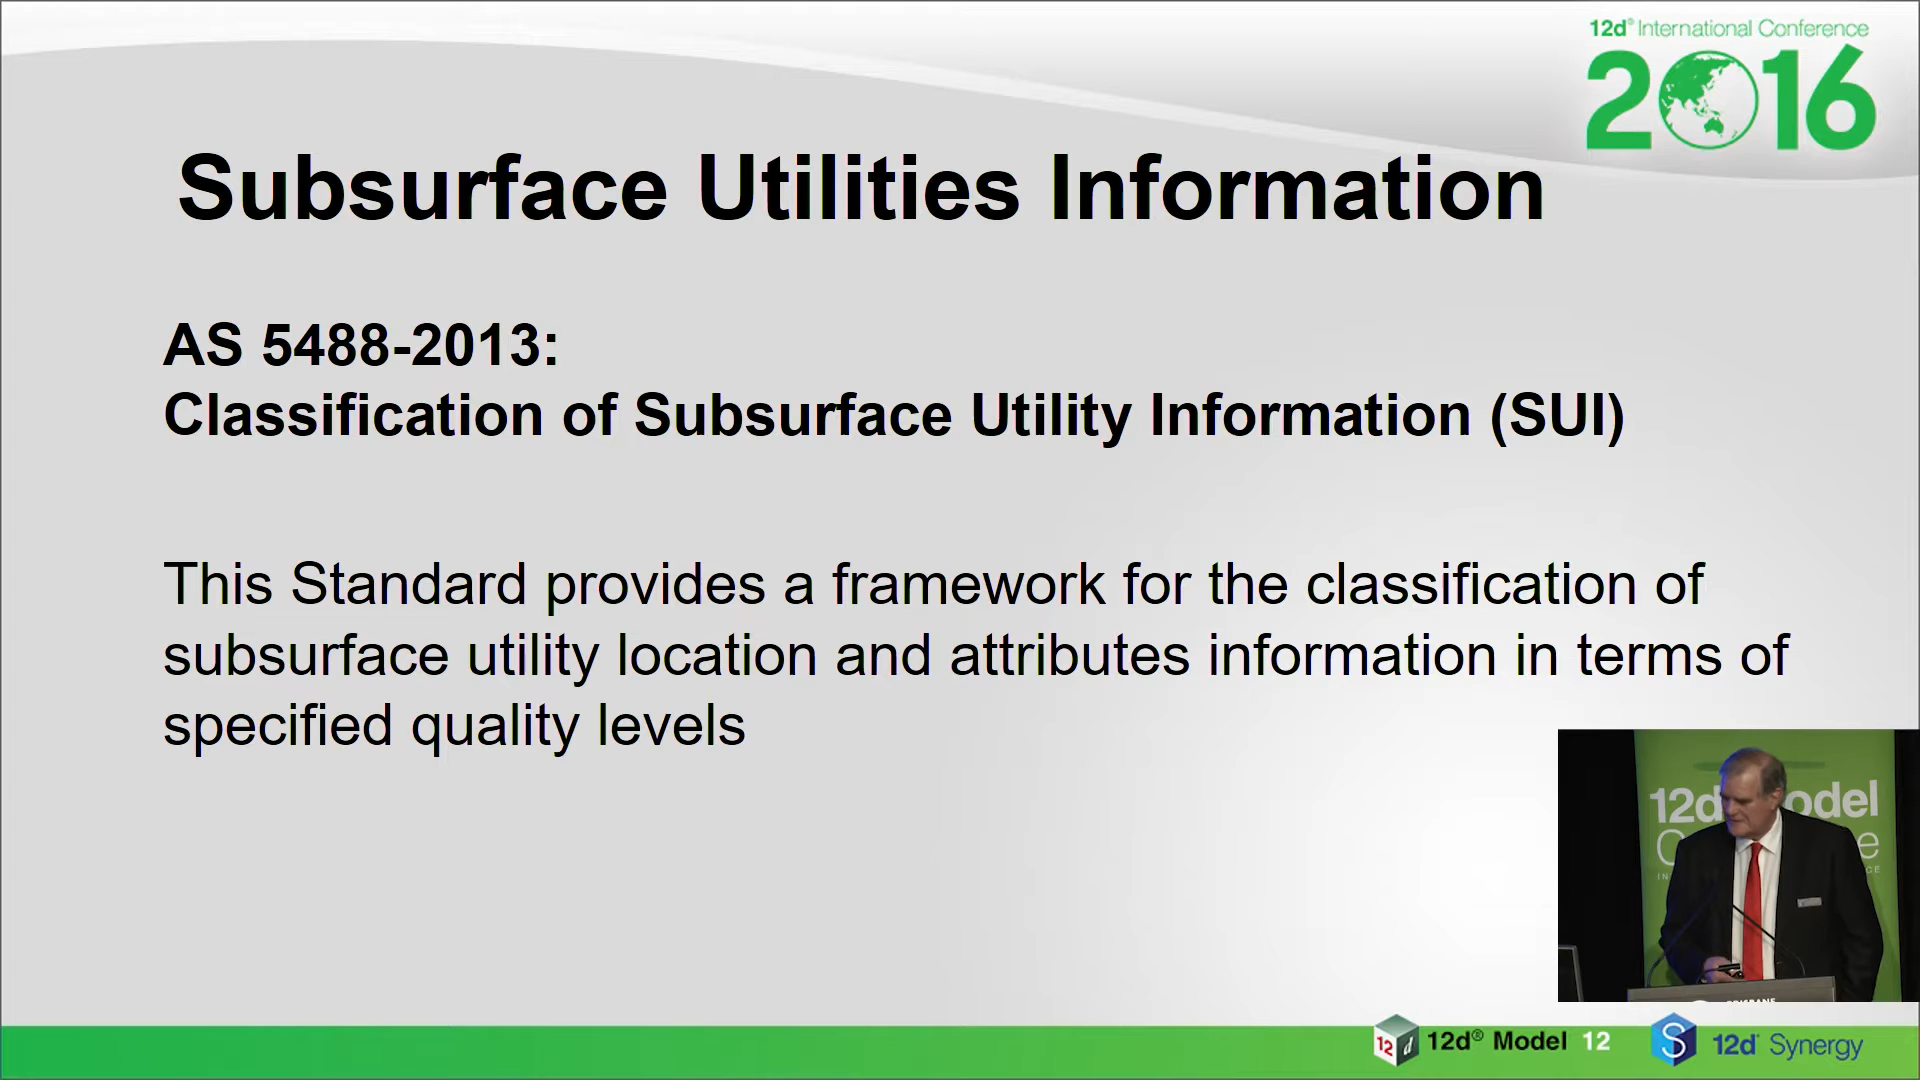 12d® International Conference
2016
Subsurface Utilities Information
AS 5488-2013:
Classification of Subsurface Utility Information (SUI)
This Standard provides a framework for the classification of
subsurface utility location and attributes information in terms of
specified quality levels
12d Model
12d® Model 12
12d® Synergy